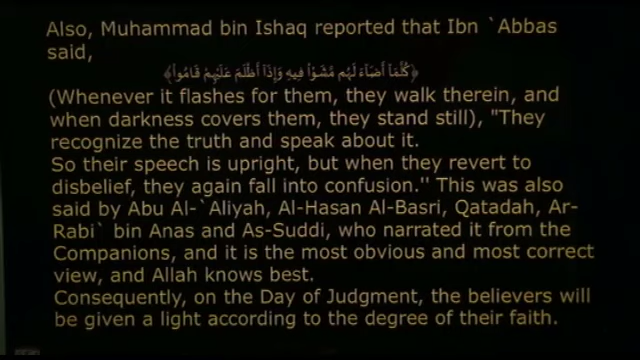 Also, Muhammad bin Ishaq reported that Ibn `Abbas
said,
﴿كُلَّمَا أَضَاءَ لَهُم مَّشَوْاْ فِيهِ وَإِذَا أَظْلَمَ عَلَيْهِمْ قَامُواْ﴾
(Whenever it flashes for them, they walk therein, and
when darkness covers them, they stand still), "They
recognize the truth and speak about it.
So their speech is upright, but when they revert to
disbelief, they again fall into confusion.'' This was also
said by Abu Al-`Aliyah, Al-Hasan Al-Basri, Qatadah, Ar-
Rabi` bin Anas and As-Suddi, who narrated it from the
Companions, and it is the most obvious and most correct
view, and Allah knows best.
Consequently, on the Day of Judgment, the believers will
be given a light according to the degree of their faith.